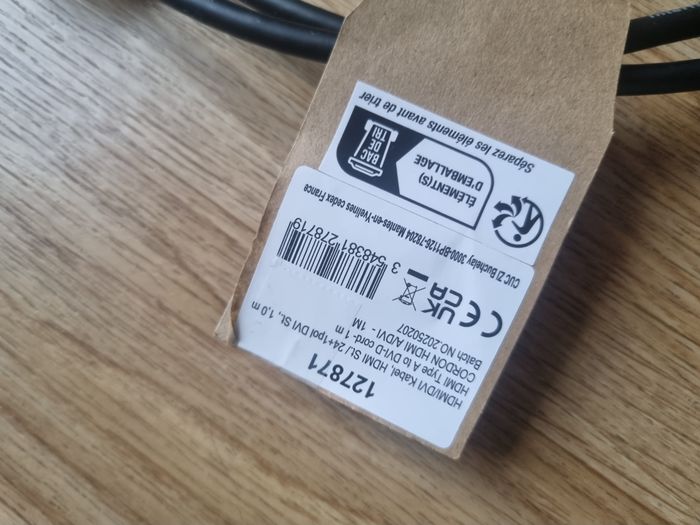 127871
HDMI/DVI Kabel, HDMI St./ 24+1pol DVI St, 1,0 m
HDMI Type A to DVI-D cord- 1 m
CORDON HDMI A/DVI - 1M
Batch NO.20250207
CE
UK
CA
3 548381 278719
CUC ZI Buchelay 3000-BP1126-78204 Mantes-en-Yvelines cedex France
ÉLÉMENT(S)
D'EMBALLAGE
BAC
DE
TRI
Séparez les éléments avant de trier